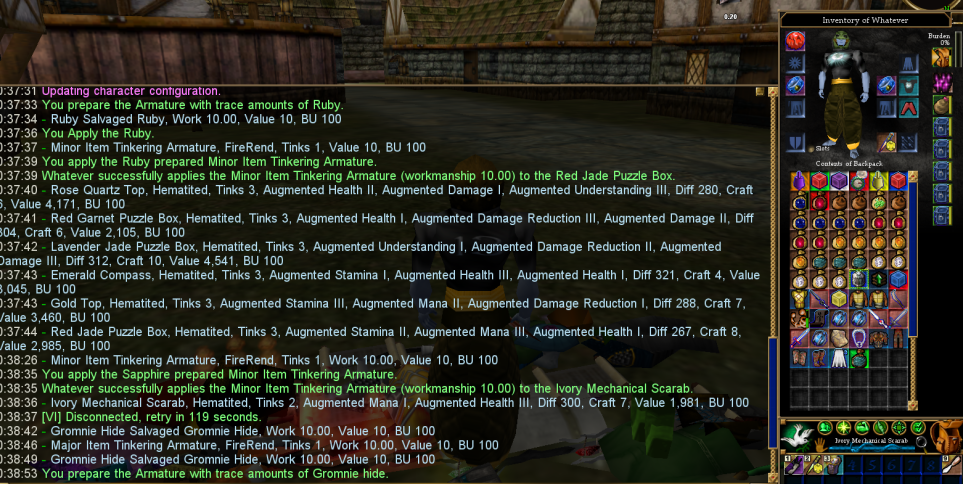 0.20
Inventory of Whatever
Burden
0%
Slots
Contents of Backpack
Ivory Mechanical Scarab
1 2 3 4 5 6 7 8 9
0:37:31 Updating character configuration.
0:37:33 You prepare the Armature with trace amounts of Ruby.
0:37:34 - Ruby Salvaged Ruby, Work 10.00, Value 10, BU 100
0:37:36 You Apply the Ruby.
0:37:37 - Minor Item Tinkering Armature, FireRend, Tinks 1, Value 10, BU 100
0:37:39 You apply the Ruby prepared Minor Item Tinkering Armature.
0:37:39 Whatever successfully applies the Minor Item Tinkering Armature (workmanship 10.00) to the Red Jade Puzzle Box.
0:37:40 - Rose Quartz Top, Hematited, Tinks 3, Augmented Health II, Augmented Damage I, Augmented Understanding III, Diff 280, Craft
6, Value 4,171, BU 100
0:37:41 - Red Garnet Puzzle Box, Hematited, Tinks 3, Augmented Health I, Augmented Damage Reduction III, Augmented Damage II, Diff
304, Craft 6, Value 2,105, BU 100
0:37:42 - Lavender Jade Puzzle Box, Hematited, Tinks 3, Augmented Understanding I, Augmented Damage Reduction II, Augmented
Damage III, Diff 312, Craft 10, Value 4,541, BU 100
0:37:43 - Emerald Compass, Hematited, Tinks 3, Augmented Stamina I, Augmented Health III, Augmented Health I, Diff 321, Craft 4, Value
,045, BU 100
0:37:43 - Gold Top, Hematited, Tinks 3, Augmented Stamina III, Augmented Mana II, Augmented Damage Reduction I, Diff 288, Craft 7,
Value 3,460, BU 100
0:37:44 - Red Jade Puzzle Box, Hematited, Tinks 3, Augmented Stamina II, Augmented Mana III, Augmented Health I, Diff 267, Craft 8,
Value 2,985, BU 100
0:38:26 - Minor Item Tinkering Armature, FireRend, Tinks 1, Work 10.00, Value 10, BU 100
0:38:35 You apply the Sapphire prepared Minor Item Tinkering Armature.
0:38:35 Whatever successfully applies the Minor Item Tinkering Armature (workmanship 10.00) to the Ivory Mechanical Scarab.
0:38:36 - Ivory Mechanical Scarab, Hematited, Tinks 2, Augmented Mana I, Augmented Health III, Diff 300, Craft 7, Value 1,981, BU 100
0:38:37 [VI] Disconnected, retry in 119 seconds.
0:38:42 - Gromnie Hide Salvaged Gromnie Hide, Work 10.00, Value 10, BU 100
0:38:46 - Major Item Tinkering Armature, FireRend, Tinks 1, Work 10.00, Value 10, BU 100
0:38:49 - Gromnie Hide Salvaged Gromnie Hide, Work 10.00, Value 10, BU 100
0:38:53 You prepare the Armature with trace amounts of Gromnie hide.